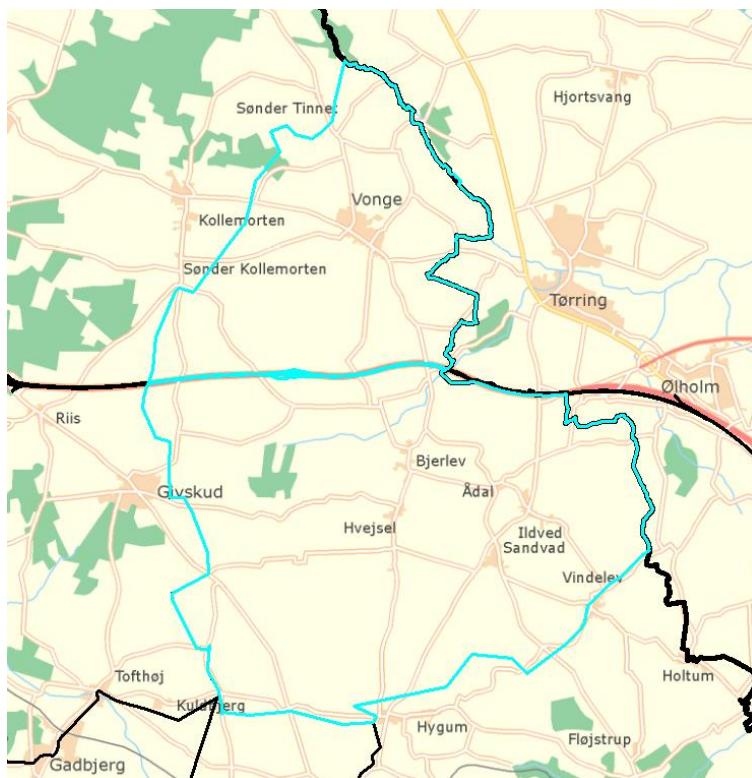 Hjortsvang
Sønder Tinnet
Vonge
Kollemorten
Sønder Kollemorten
Tørring
Ølholm
Riis
Bjerlev
Givskud
Ådal
Hvejsel
Ildved
Sandvad
Vindelev
Tofthøj
Holtum
Kuldbjerg
Hygum
Fløjstrup
Gadbjerg